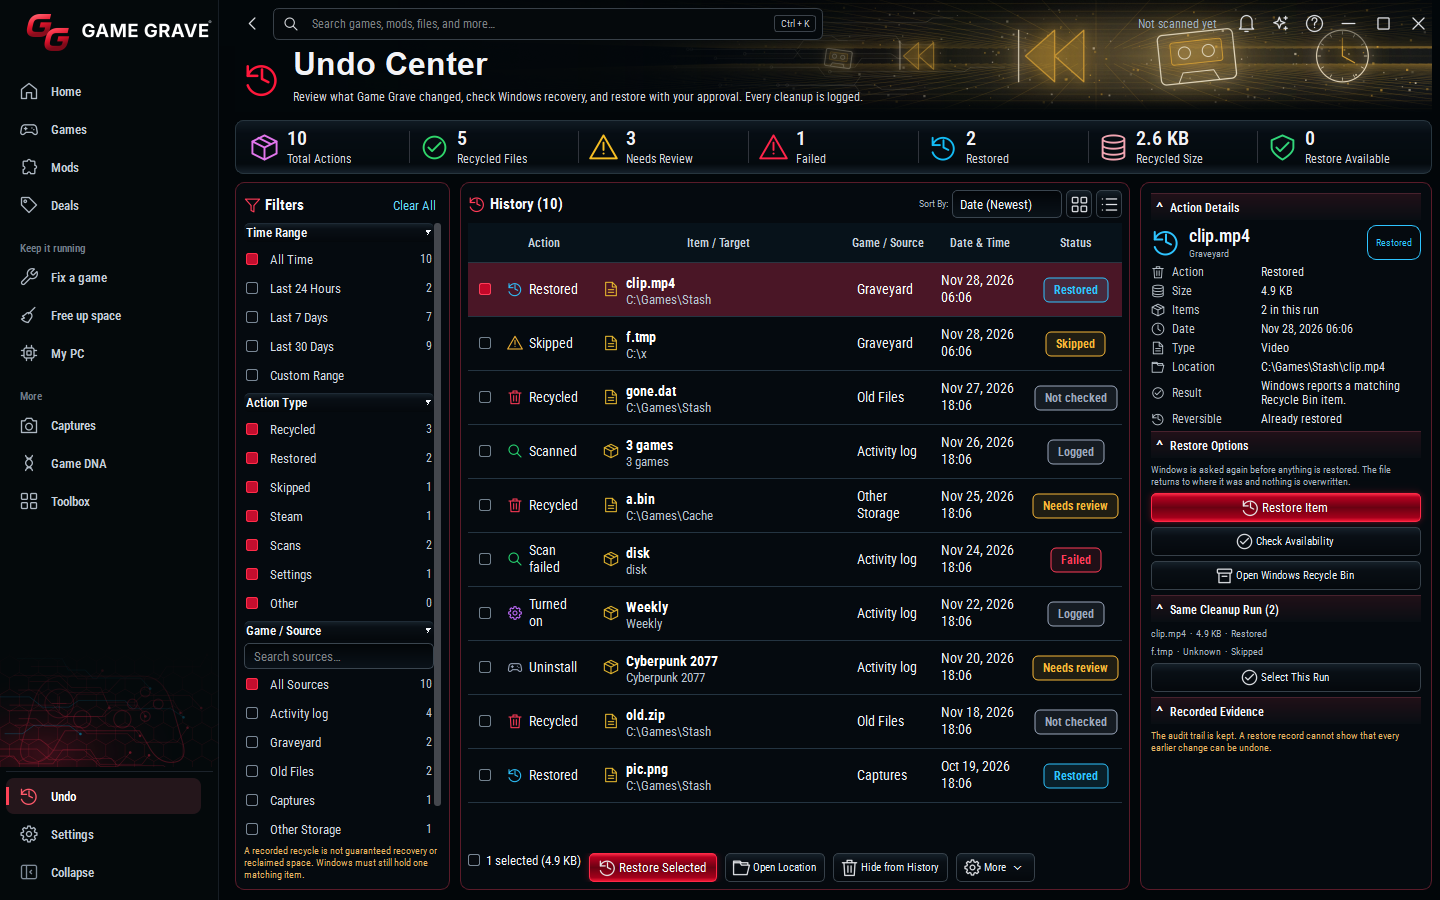 GAME GRAVE
Search games, mods, files, and more...
Ctrl + K
Not scanned yet
Undo Center
Review what Game Grave changed, check Windows recovery, and restore with your approval. Every cleanup is logged.
Home
Games
Mods
Deals
Keep it running
Fix a game
Free up space
My PC
More
Captures
Game DNA
Toolbox
Undo
Settings
Collapse
10
Total Actions
5
Recycled Files
3
Needs Review
1
Failed
2
Restored
2.6 KB
Recycled Size
0
Restore Available
Filters
Clear All
Time Range
All Time 10
Last 24 Hours 2
Last 7 Days 7
Last 30 Days 9
Custom Range
Action Type
Recycled 3
Restored 2
Skipped 1
Steam 1
Scans 2
Settings 1
Other 0
Game / Source
Search sources...
All Sources 10
Activity log 4
Graveyard 2
Old Files 2
Captures 1
Other Storage 1
A recorded recycle is not guaranteed recovery or
reclaimed space. Windows must still hold one
matching item.
History (10)
Sort By:
Date (Newest)
Action Item / Target Game / Source Date & Time Status
Restored clip.mp4 Graveyard Nov 28, 2026 Restored
C:\Games\Stash 06:06
Skipped f.tmp Graveyard Nov 28, 2026 Skipped
C:\x 06:06
Recycled gone.dat Old Files Nov 27, 2026 Not checked
C:\Games\Stash 18:06
Scanned 3 games Activity log Nov 26, 2026 Logged
3 games 18:06
Recycled a.bin Other Nov 25, 2026 Needs review
C:\Games\Cache Storage 18:06
Scan disk Activity log Nov 24, 2026 Failed
failed disk 18:06
Turned Weekly Activity log Nov 22, 2026 Logged
on Weekly 18:06
Uninstall Cyberpunk 2077 Activity log Nov 20, 2026 Needs review
Cyberpunk 2077 18:06
Recycled old.zip Old Files Nov 18, 2026 Not checked
C:\Games\Stash 18:06
Restored pic.png Captures Oct 19, 2026 Restored
C:\Games\Stash 18:06
1 selected (4.9 KB)
Restore Selected
Open Location
Hide from History
More
Action Details
clip.mp4
Graveyard
Restored
Action Restored
Size 4.9 KB
Items 2 in this run
Date Nov 28, 2026 06:06
Type Video
Location C:\Games\Stash\clip.mp4
Result Windows reports a matching
Recycle Bin item.
Reversible Already restored
Restore Options
Windows is asked again before anything is restored. The file
returns to where it was and nothing is overwritten.
Restore Item
Check Availability
Open Windows Recycle Bin
Same Cleanup Run (2)
clip.mp4 · 4.9 KB · Restored
f.tmp · Unknown · Skipped
Select This Run
Recorded Evidence
The audit trail is kept. A restore record cannot show that every
earlier change can be undone.